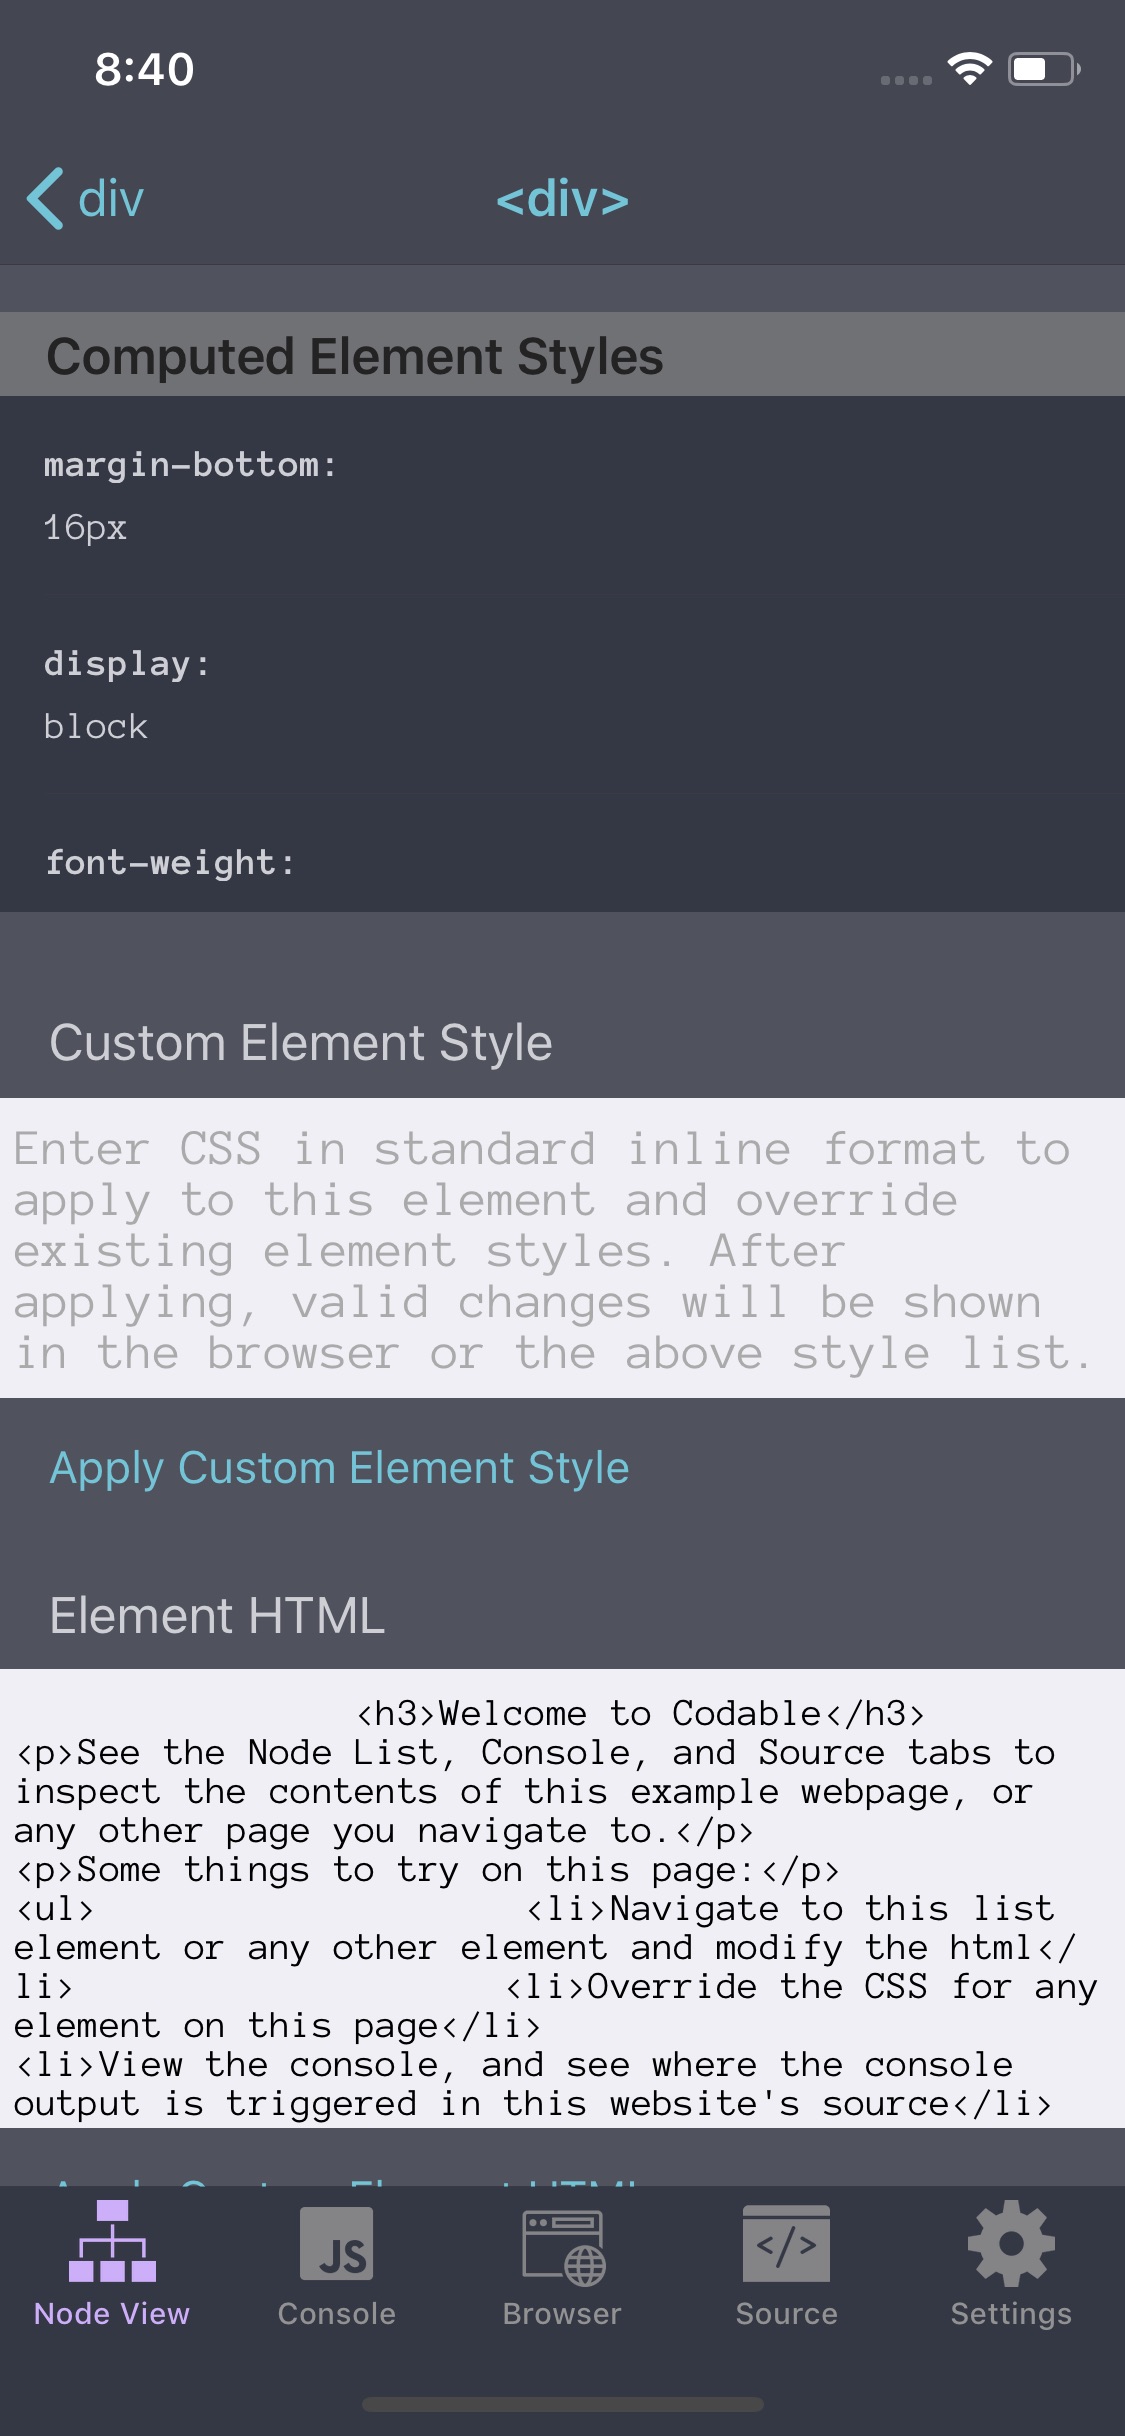 8:40
div
<div>
Computed Element Styles
margin-bottom:
16px
display:
block
font-weight:
Custom Element Style
Enter CSS in standard inline format to
apply to this element and override
existing element styles. After
applying, valid changes will be shown
in the browser or the above style list.
Apply Custom Element Style
Element HTML
<h3>Welcome to Codable</h3>
<p>See the Node List, Console, and Source tabs to
inspect the contents of this example webpage, or
any other page you navigate to.</p>
<p>Some things to try on this page:</p>
<ul> <li>Navigate to this list
element or any other element and modify the html</
li> <li>Override the CSS for any
element on this page</li>
<li>View the console, and see where the console
output is triggered in this website's source</li>
JS
</>
Node View
Console
Browser
Source
Settings